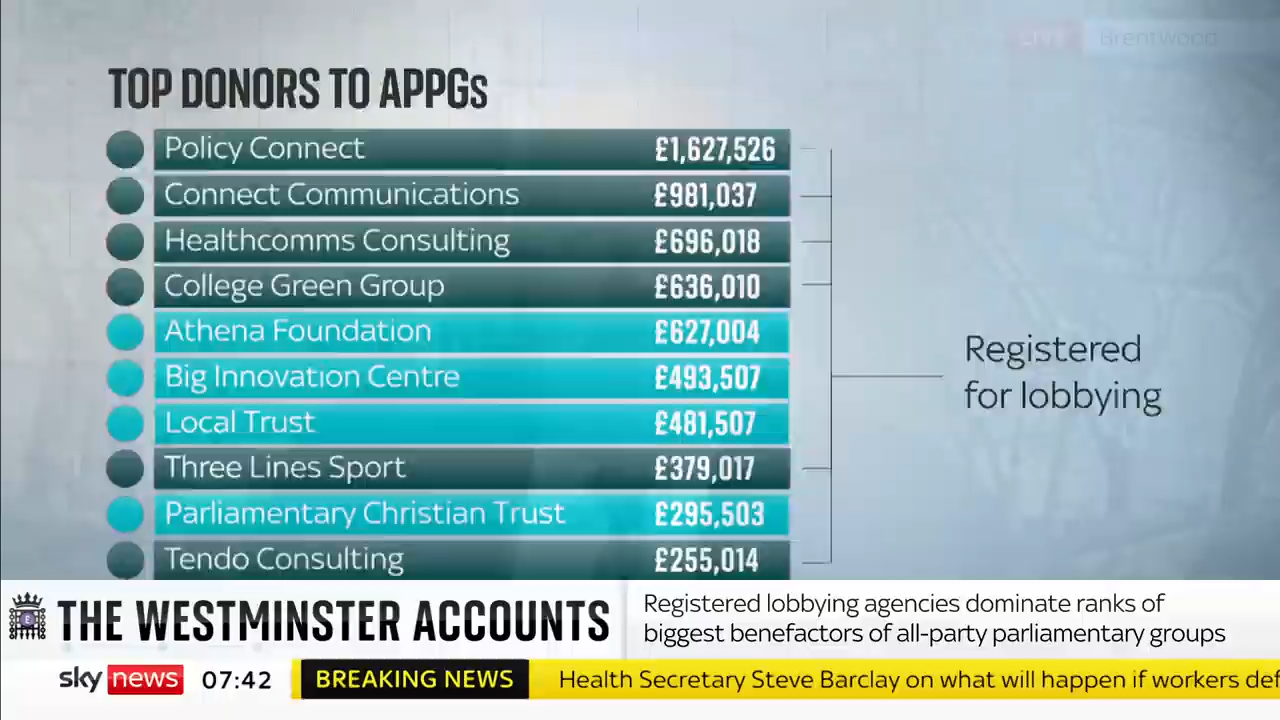 LIVE Brentwood
TOP DONORS TO APPGs
Policy Connect £1,627,526
Connect Communications £981,037
Healthcomms Consulting £696,018
College Green Group £636,010
Athena Foundation £627,004
Big Innovation Centre £493,507
Local Trust £481,507
Three Lines Sport £379,017
Parliamentary Christian Trust £295,503
Tendo Consulting £255,014
Registered
for lobbying
THE WESTMINSTER ACCOUNTS
Registered lobbying agencies dominate ranks of
biggest benefactors of all-party parliamentary groups
sky news 07:42 BREAKING NEWS Health Secretary Steve Barclay on what will happen if workers def